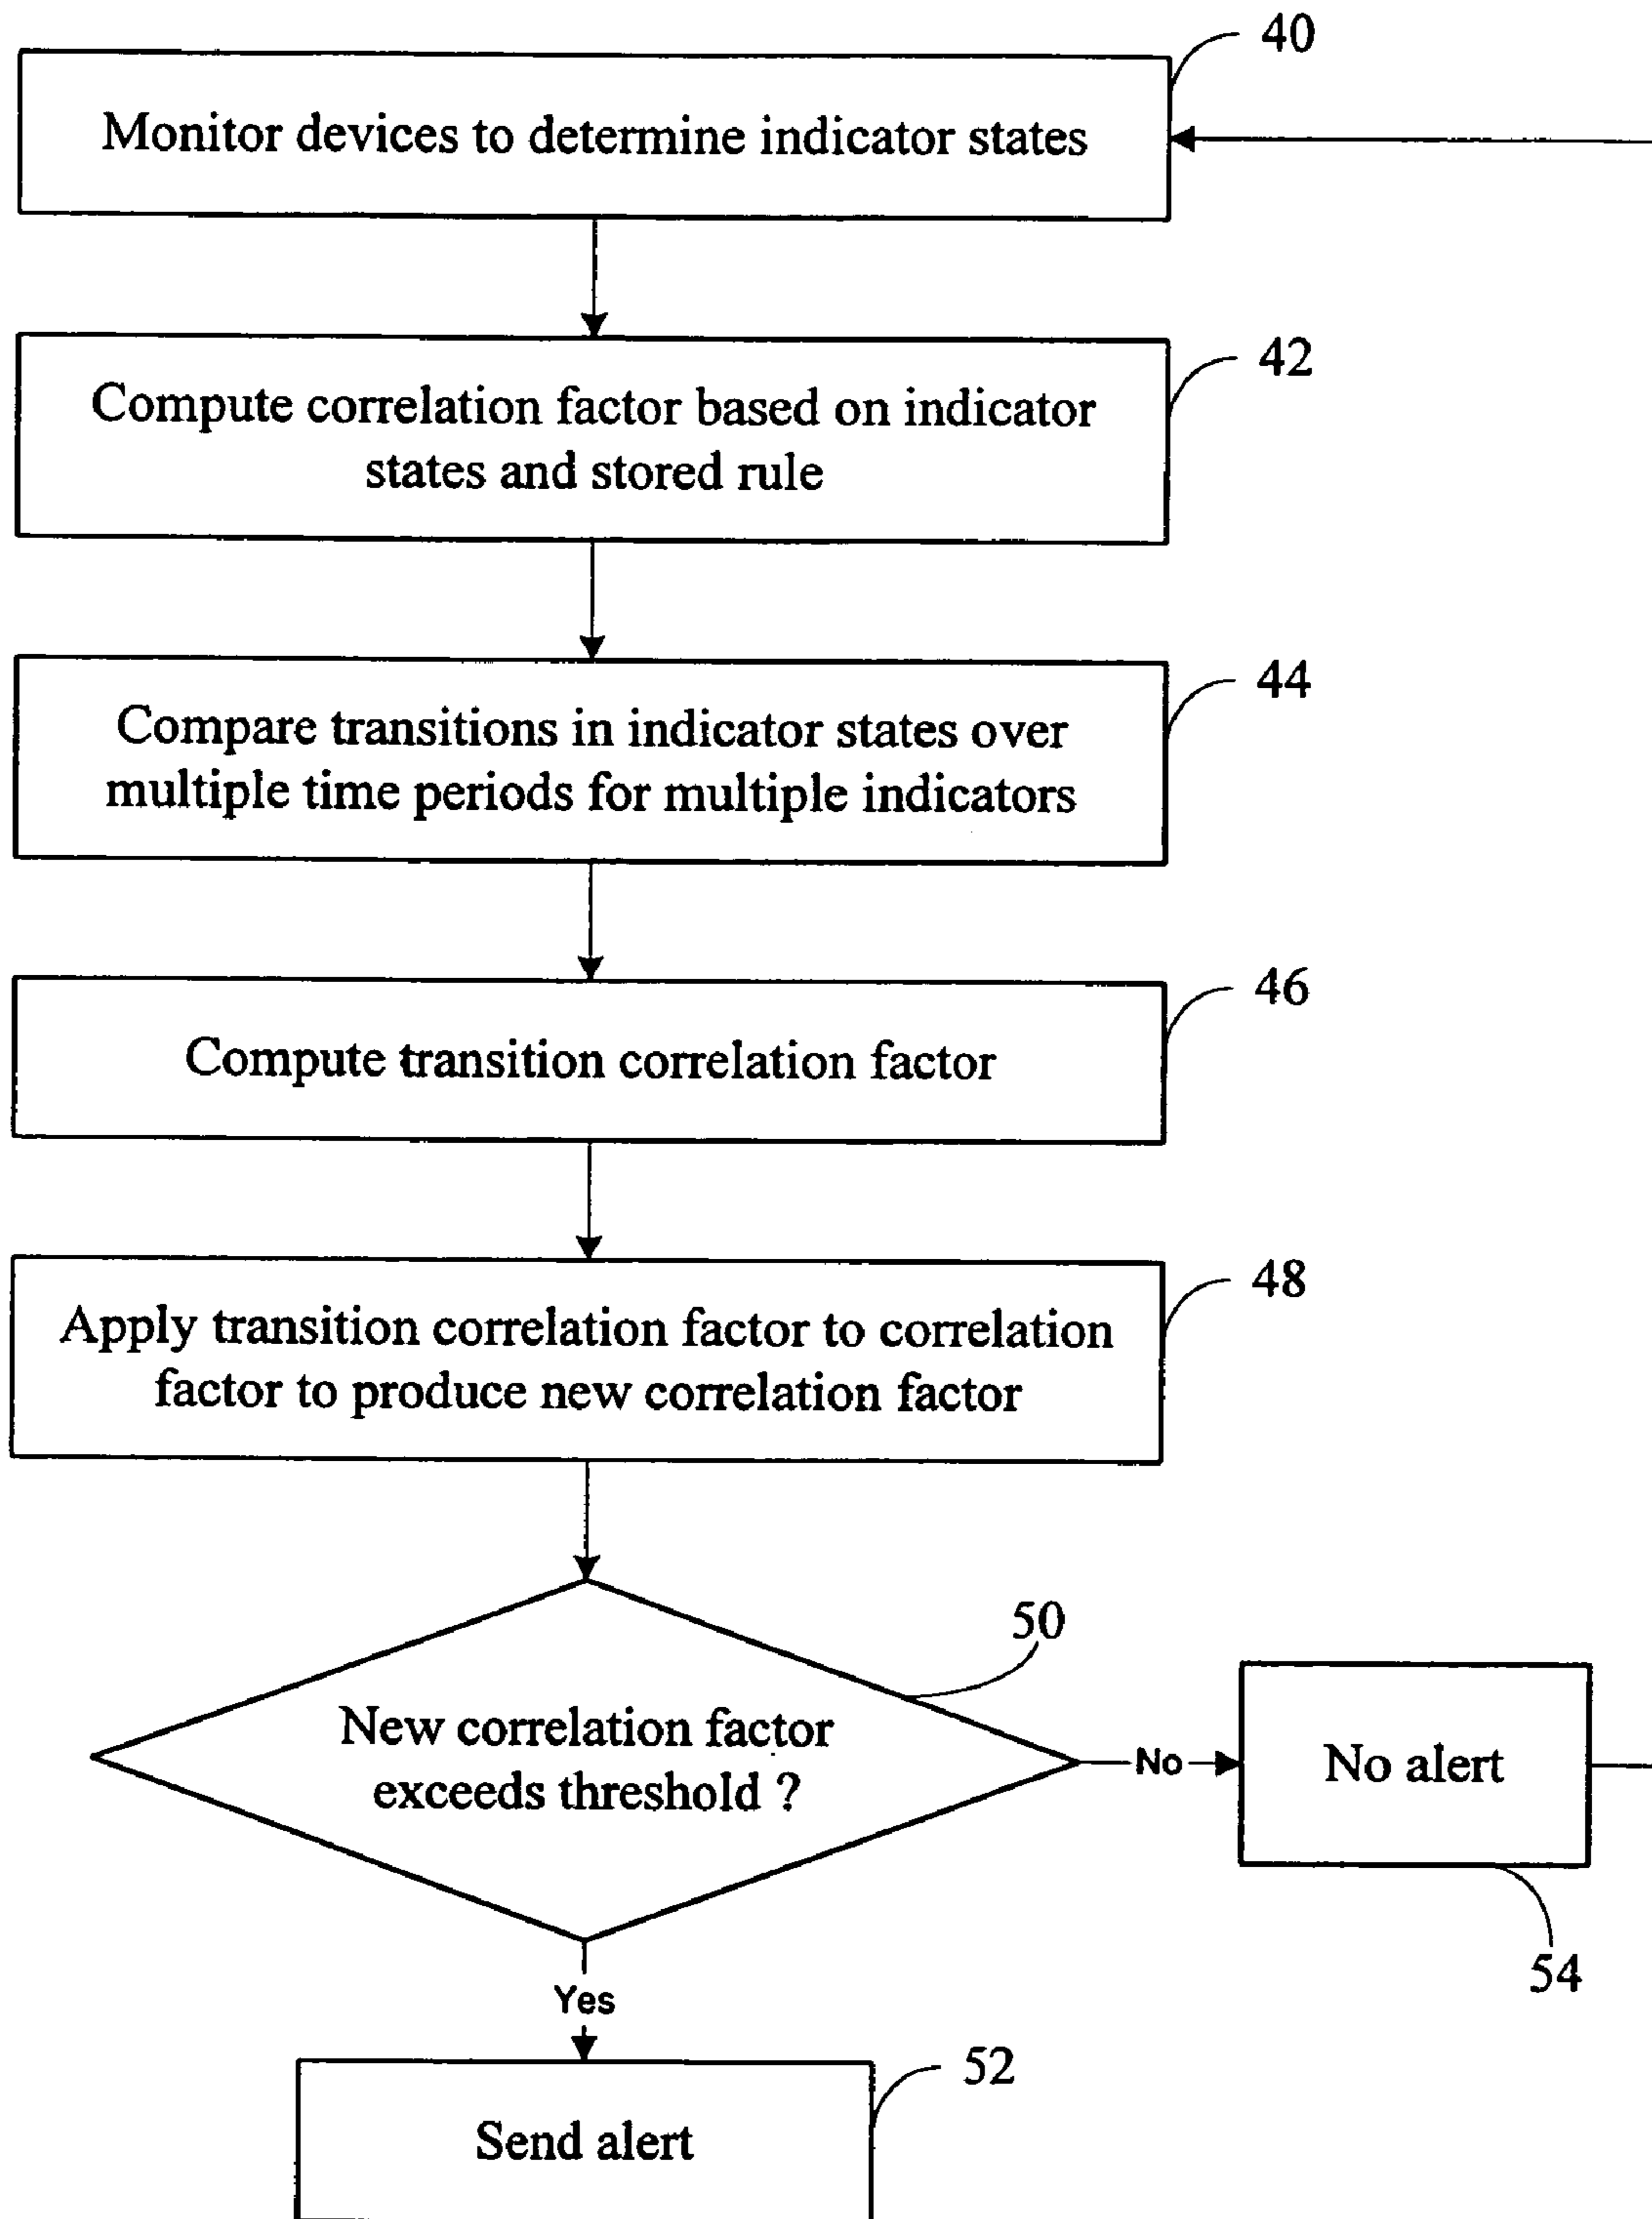 40
Monitor devices to determine indicator states
42
Compute correlation factor based on indicator
states and stored rule
44
Compare transitions in indicator states over
multiple time periods for multiple indicators
46
Compute transition correlation factor
48
Apply transition correlation factor to correlation
factor to produce new correlation factor
50
New correlation factor
exceeds threshold ?
No
No alert
54
Yes
52
Send alert